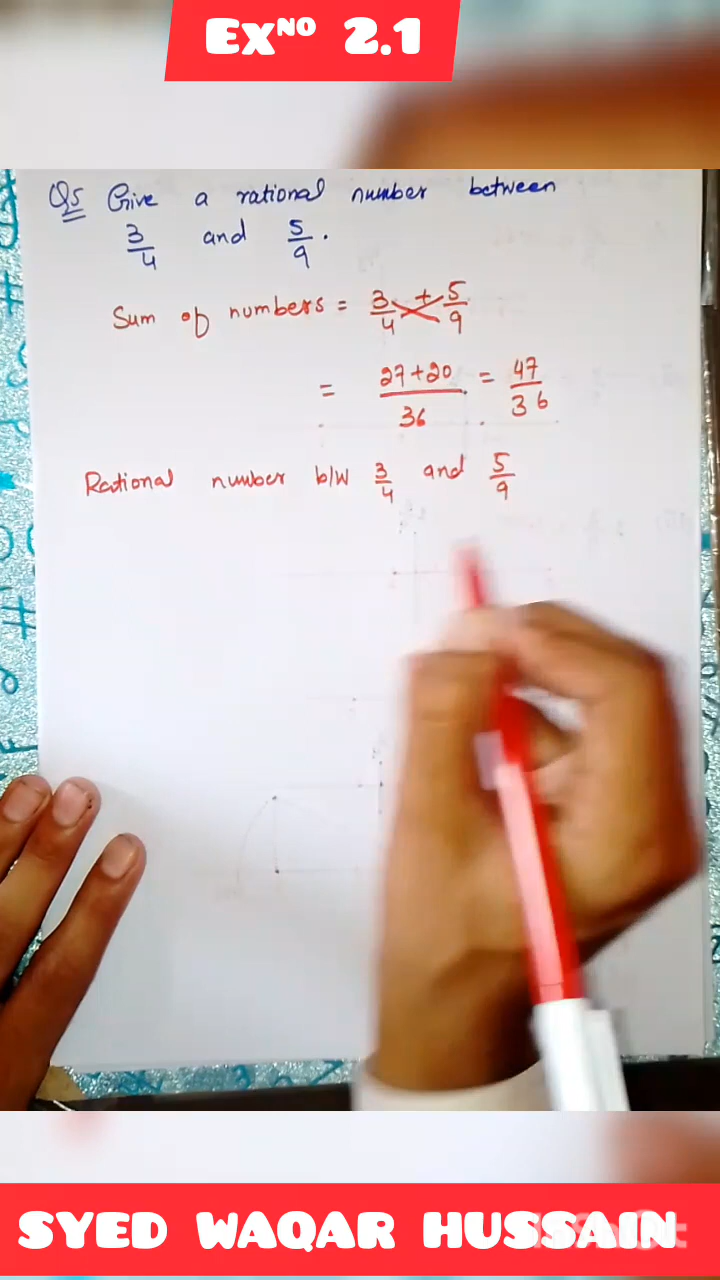 Exᴺᴼ 2.1
Q5 Give a rational number between
3/4 and 5/9.
Sum of numbers = 3/4 + 5/9
= 27+20/36 = 47/36
Rational number b/w 3/4 and 5/9
SYED WAQAR HUSSAIN